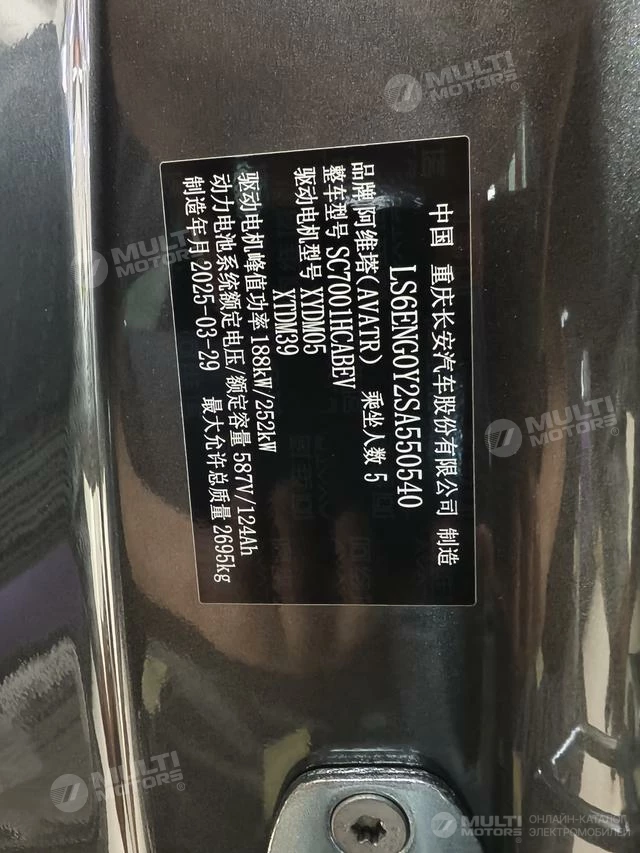 中国 重庆长安汽车股份有限公司 制造
LS6ENG0Y2SA550540
品牌 阿维塔(AVATR) 乘坐人数 5
整车型号 SC7001HCABEV
驱动电机型号 XYDM05
XTDM39
驱动电机峰值功率 188kW/252kW
动力电池系统额定电压/额定容量 587V/124Ah
制造年月 2025-03-29 最大允许总质量 2695kg
MULTI MOTORS®
MULTI MOTORS®
MULTI MOTORS®
MULTI MOTORS®
MULTI MOTORS®
MULTI MOTORS® ОНЛАЙН-КАТАЛОГ ЭЛЕКТРОМОБИЛЕЙ